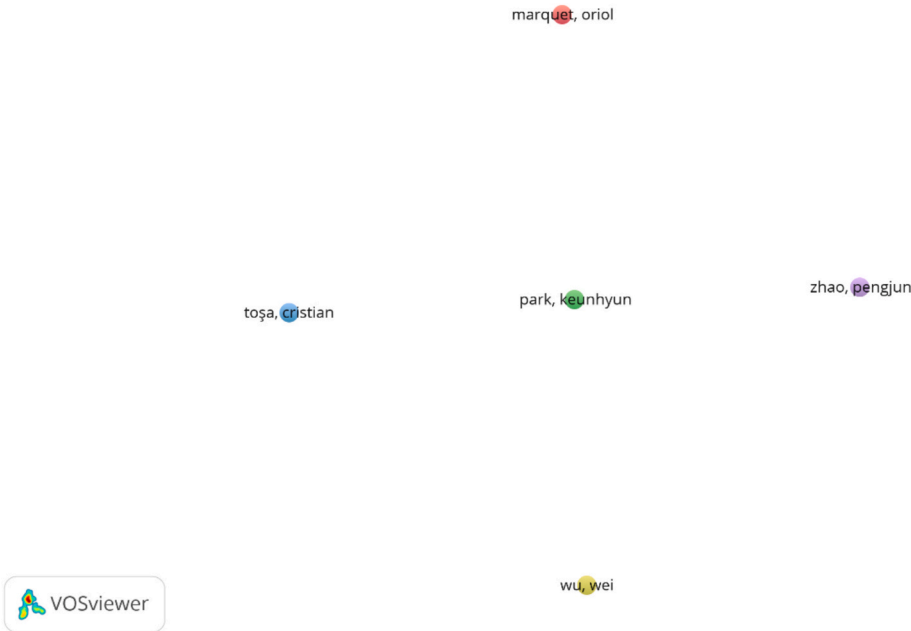 marquet, oriol
zhao, pengjun
park, keunhyun
toşa, cristian
wu, wei
VOSviewer